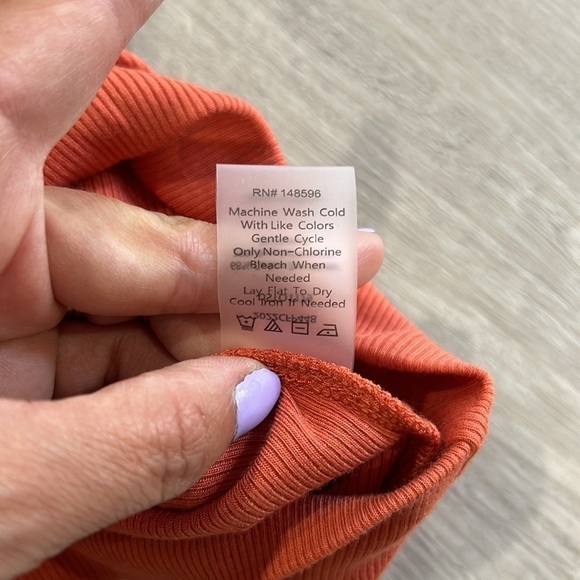 RN# 148596
Machine Wash Cold
With Like Colors
Gentle Cycle
Only Non-Chlorine
Bleach When
Needed
Lay Flat To Dry
Cool Iron If Needed